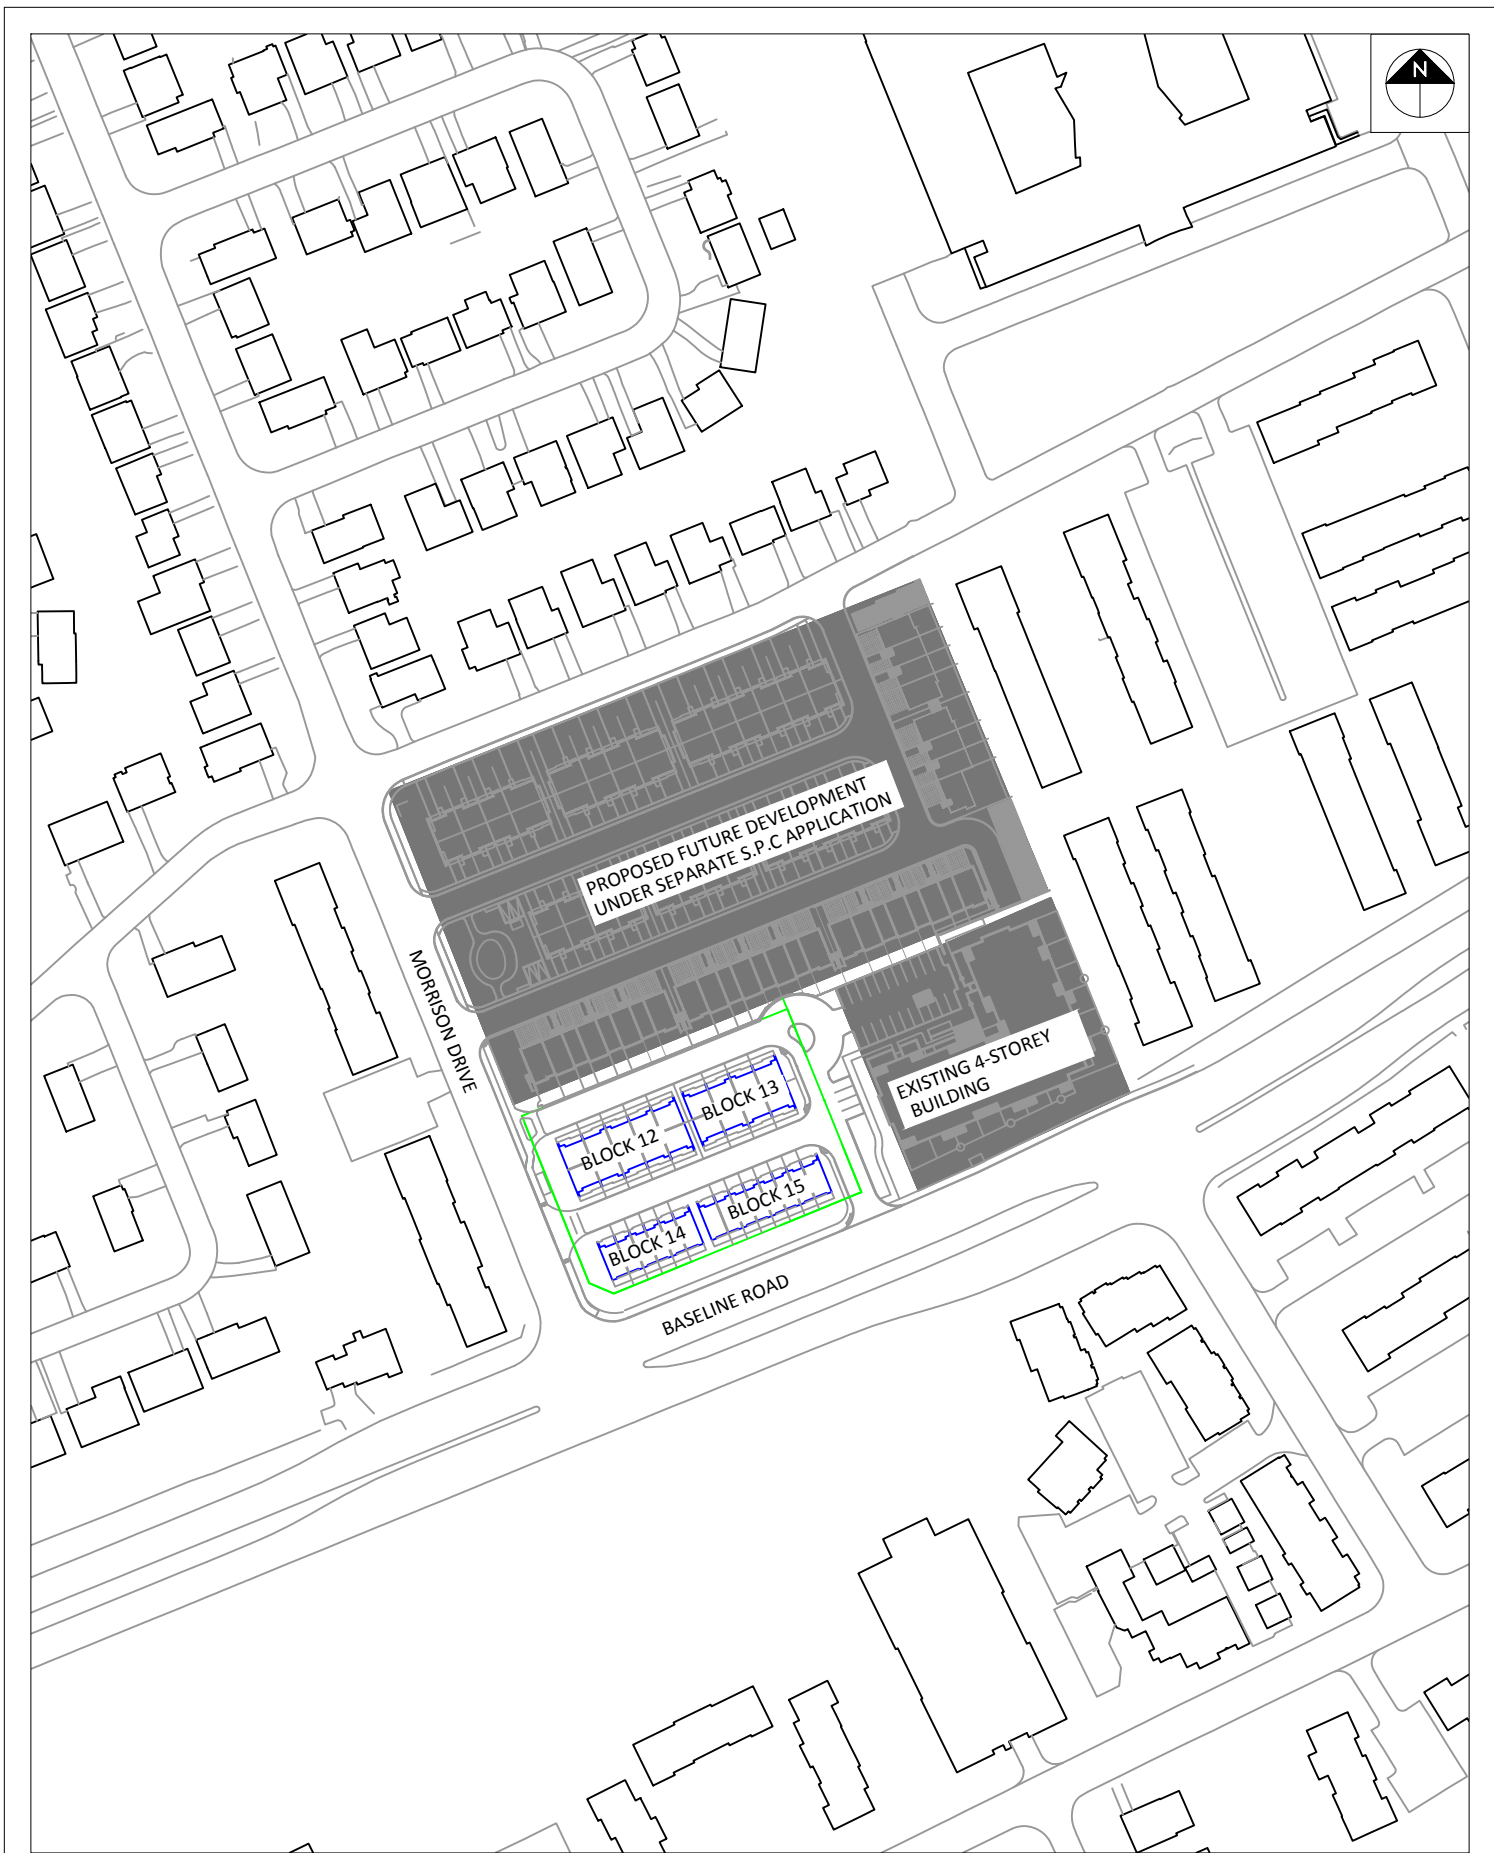 N
PROPOSED FUTURE DEVELOPMENT
UNDER SEPARATE S.P.C APPLICATION
MORRISON DRIVE
EXISTING 4-STOREY
BUILDING
BLOCK 13
BLOCK 12
BLOCK 15
BLOCK 14
BASELINE ROAD